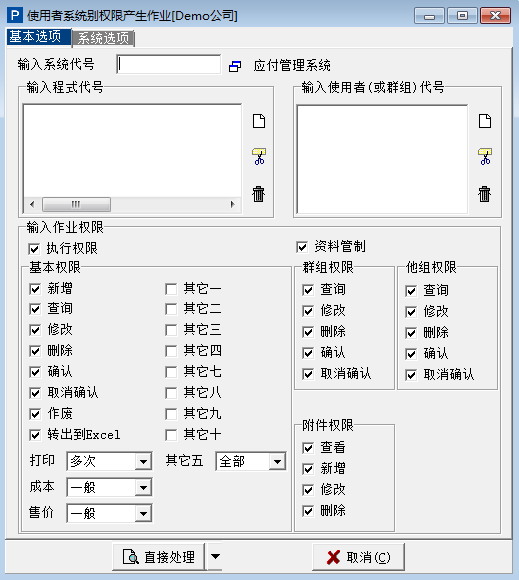 P 使用者系统别权限产生作业[Demo公司]
基本选项 系统选项
输入系统代号 应付管理系统
输入程式代号 输入使用者(或群组)代号
输入作业权限
执行权限 资料管制
基本权限 群组权限 他组权限
新增 其它一 查询 查询
查询 其它二 修改 修改
修改 其它三 删除 删除
删除 其它四 确认 确认
确认 其它七 取消确认 取消确认
取消确认 其它八
作废 其它九 附件权限
转出到Excel 其它十 查看
打印 多次 其它五 全部 新增
成本 一般 修改
售价 一般 删除
直接处理 取消(C)